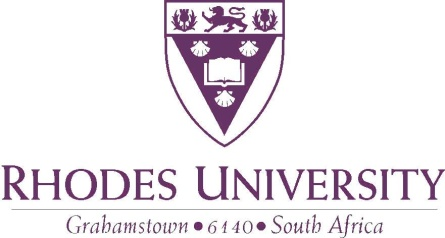 RHODES UNIVERSITY
Grahamstown • 6140 • South Africa